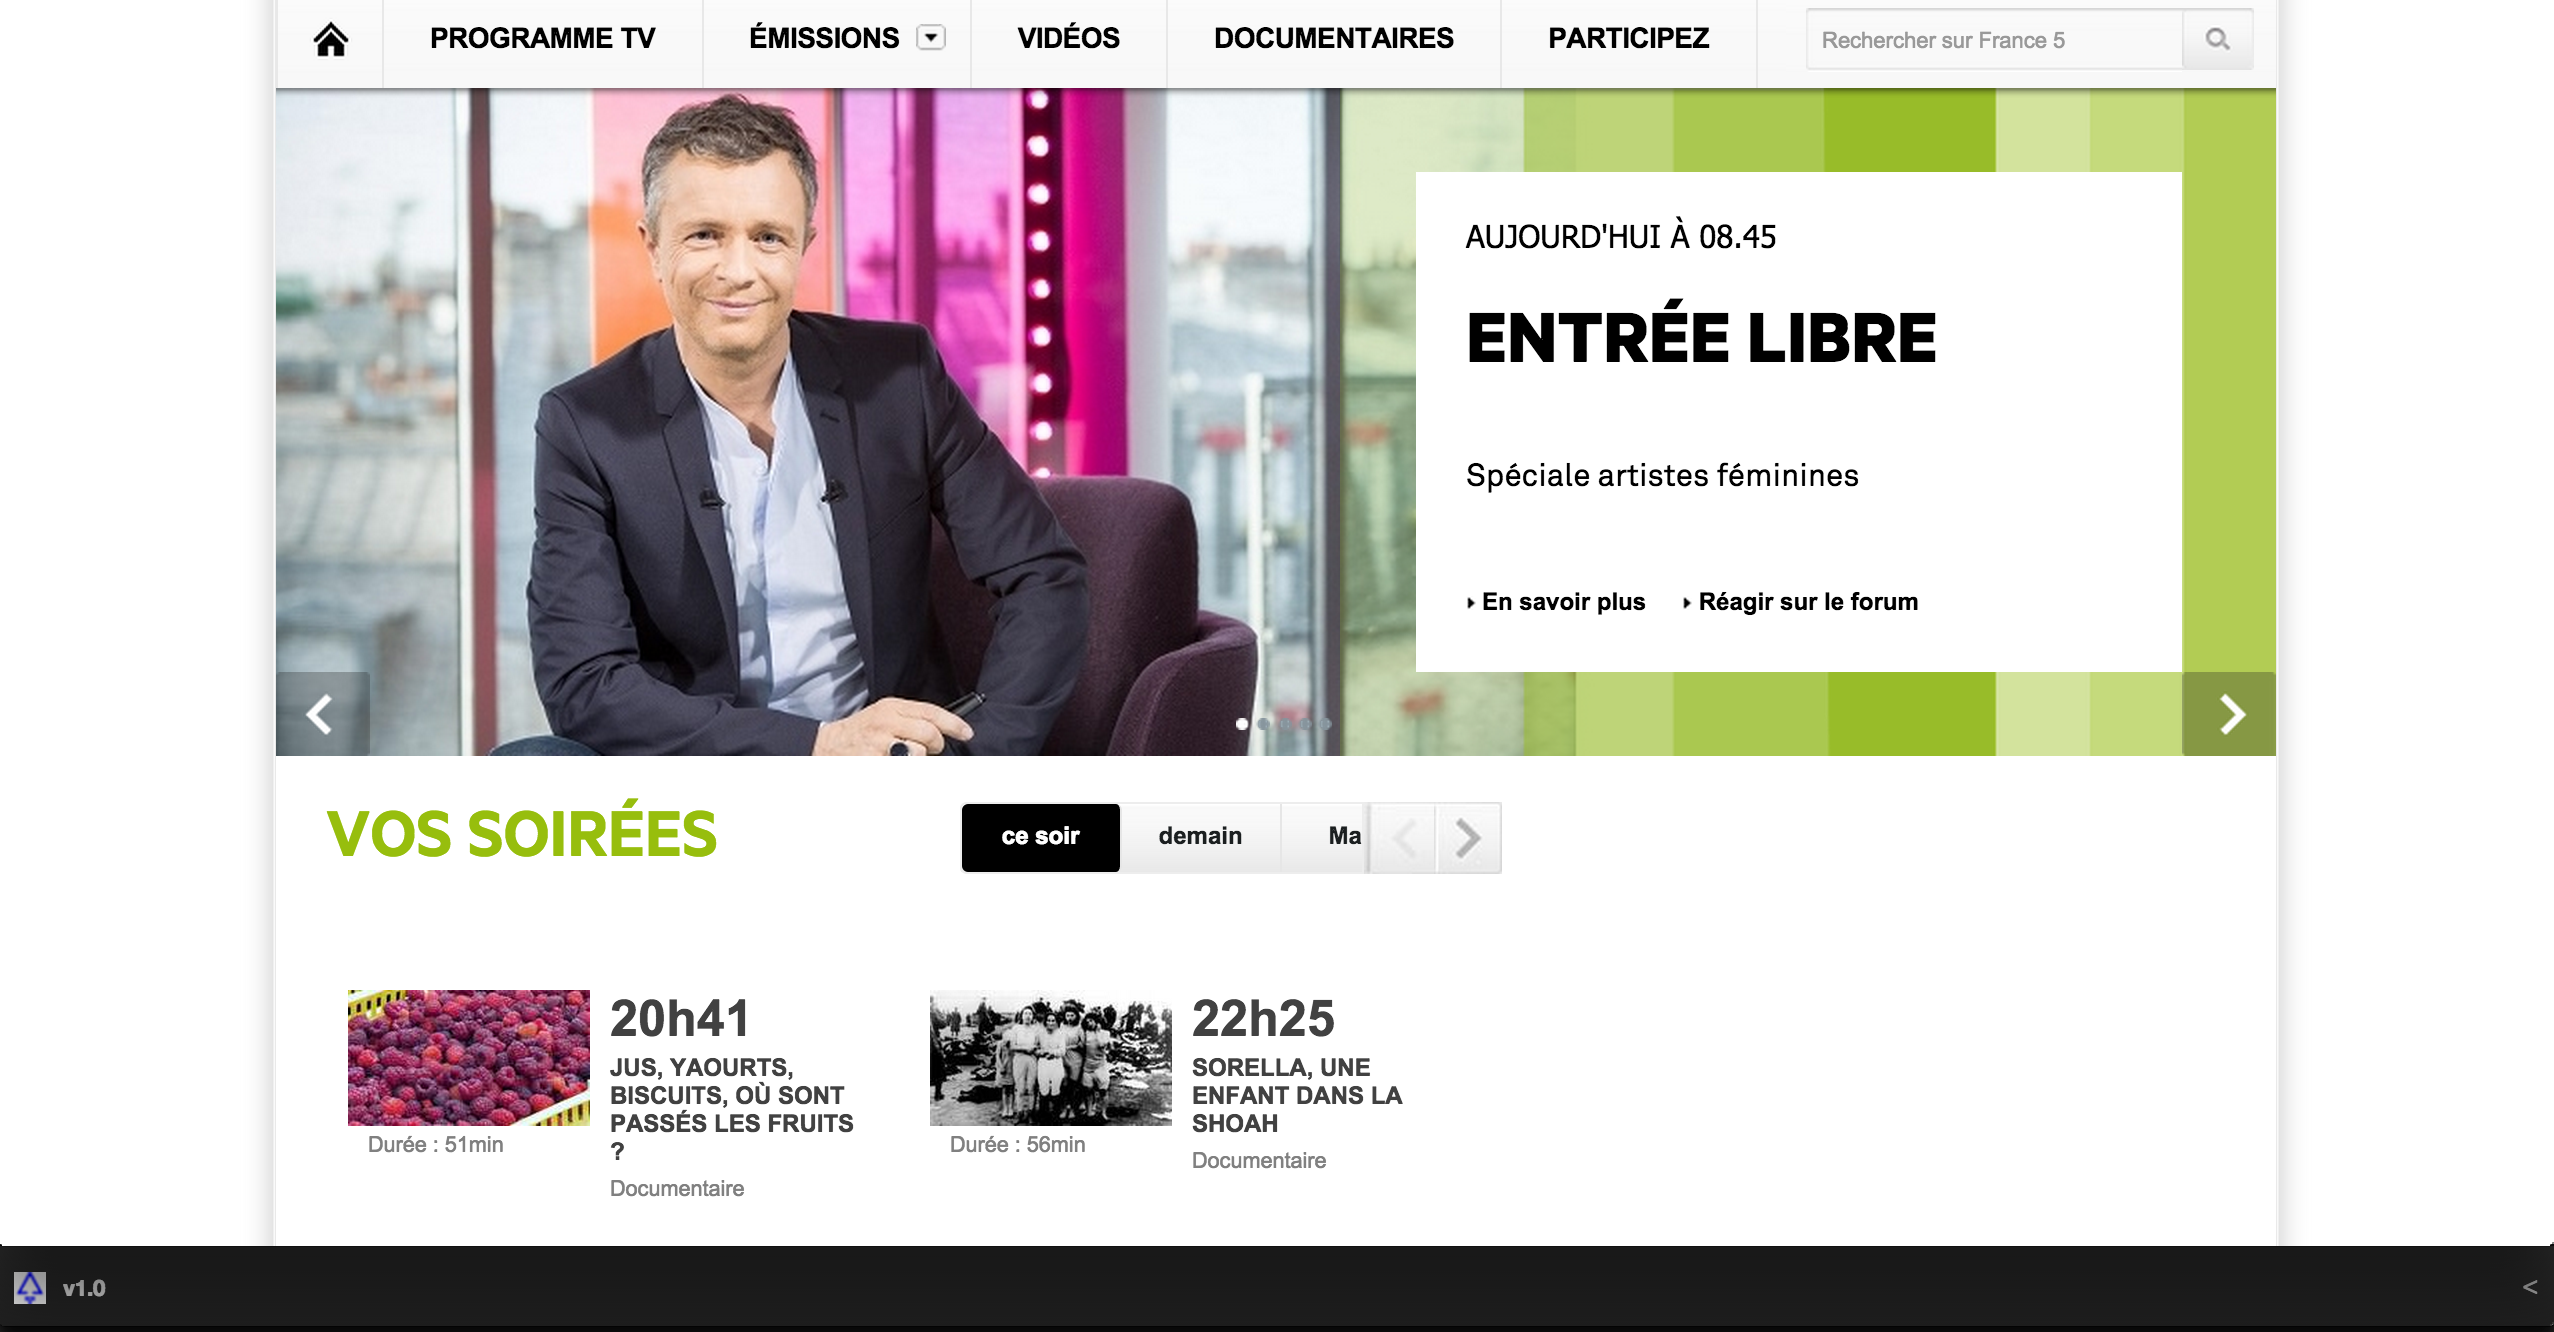 PROGRAMME TV
ÉMISSIONS
VIDÉOS
DOCUMENTAIRES
PARTICIPEZ
Rechercher sur France 5
AUJOURD'HUI À 08.45
ENTRÉE LIBRE
Spéciale artistes féminines
En savoir plus
Réagir sur le forum
VOS SOIRÉES
ce soir
demain
Ma
20h41
JUS, YAOURTS,
BISCUITS, OÙ SONT
PASSÉS LES FRUITS
?
Documentaire
Durée : 51min
22h25
SORELLA, UNE
ENFANT DANS LA
SHOAH
Documentaire
Durée : 56min
v1.0
<